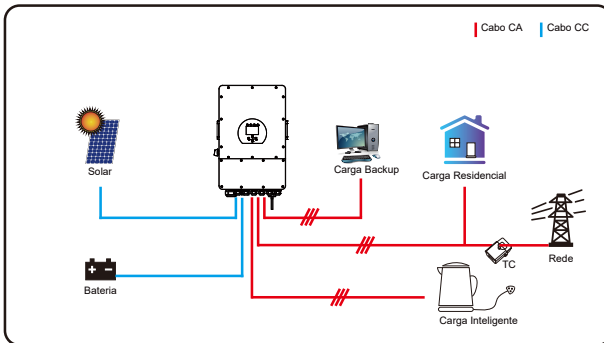 Cabo CA
Cabo CC
Solar
Carga Backup
Carga Residencial
Rede
TC
Bateria
Carga Inteligente